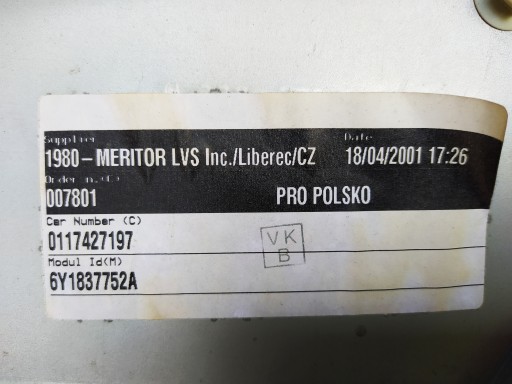 Supplier Date
1980-MERITOR LVS Inc./Liberec/CZ 18/04/2001 17:26
007801 PRO POLSKO
Car Number (C)
0117427197
VK
B
Modul Id(M)
6Y1837752A